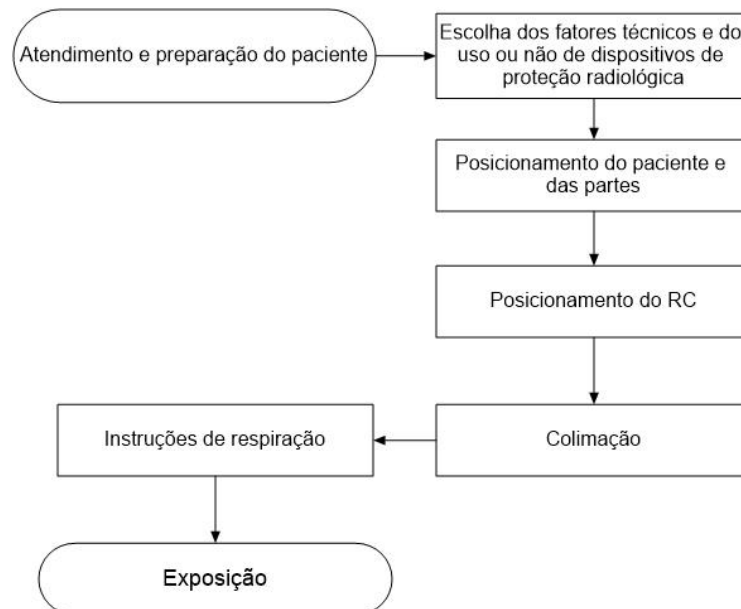 Atendimento e preparação do paciente
Escolha dos fatores técnicos e do
uso ou não de dispositivos de
proteção radiológica
Posicionamento do paciente e
das partes
Posicionamento do RC
Colimação
Instruções de respiração
Exposição